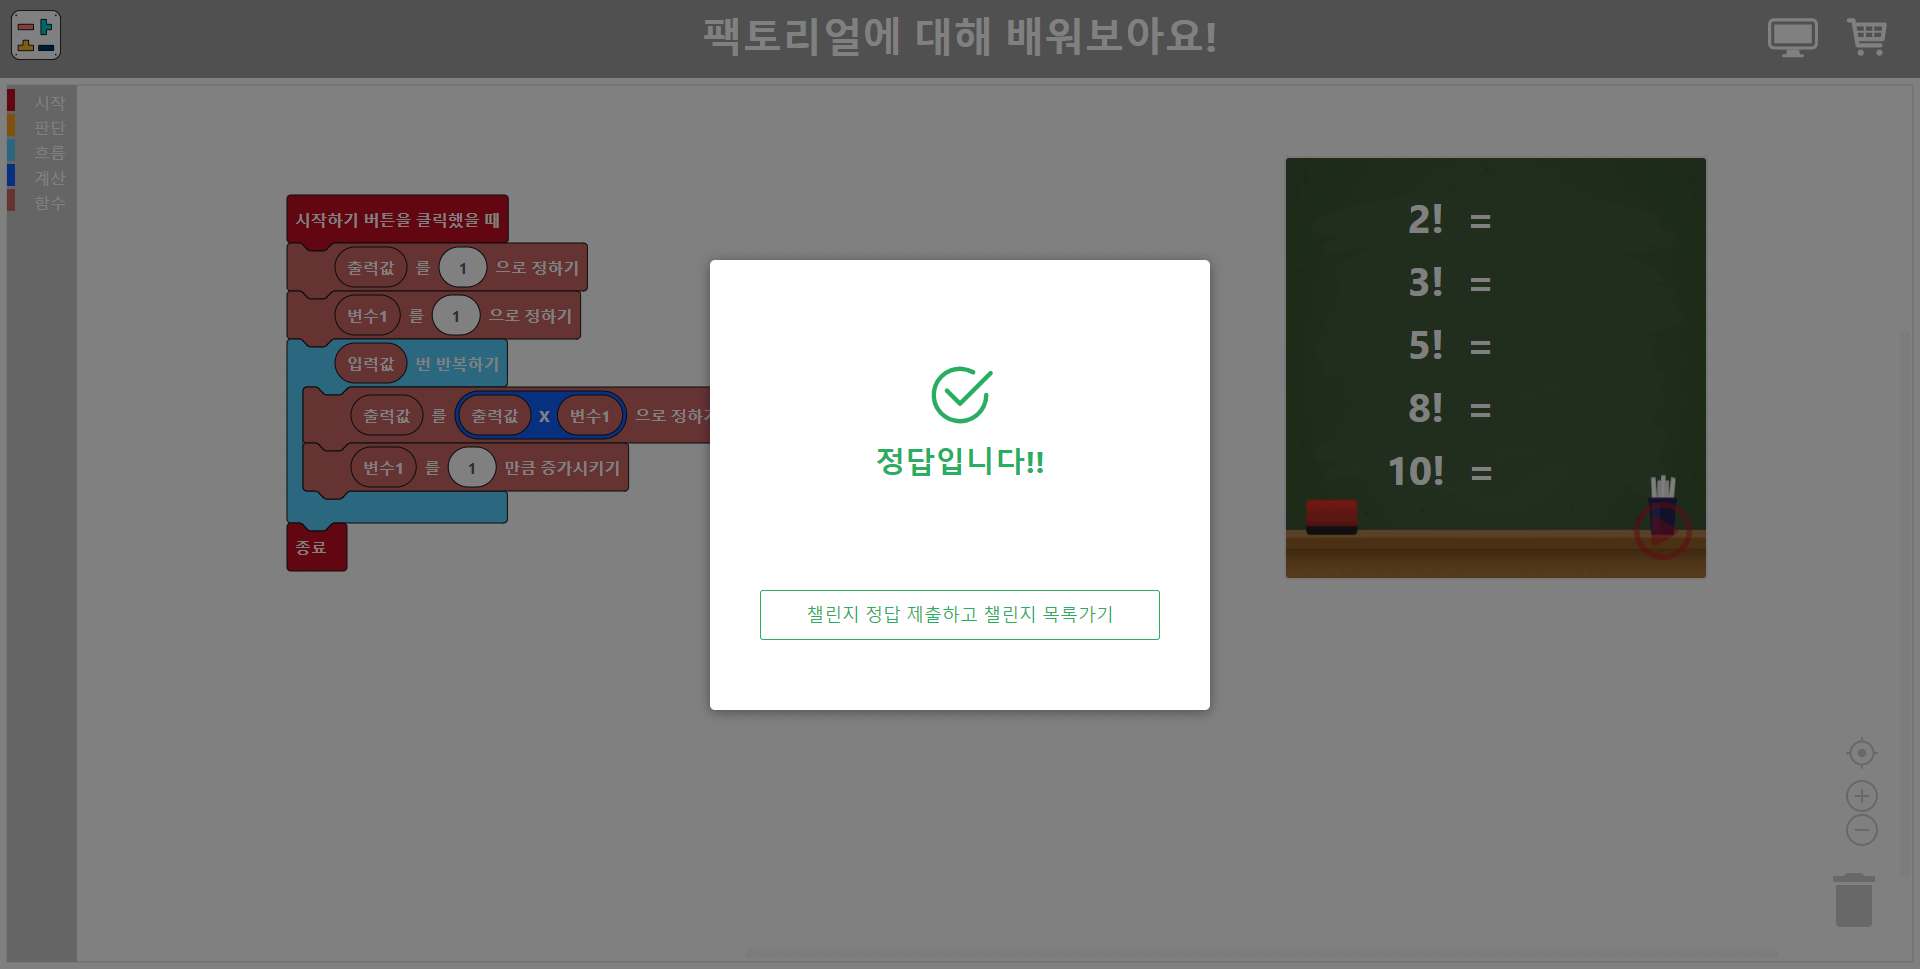 팩토리얼에 대해 배워보아요!
시작
판단
흐름
계산
함수
시작하기 버튼을 클릭했을 때
출력값 를 1 으로 정하기
변수1 를 1 으로 정하기
입력값 번 반복하기
출력값 를 출력값 x 변수1 으로 정하기
변수1 를 1 만큼 증가시키기
종료
정답입니다!!
챌린지 정답 제출하고 챌린지 목록가기
2! =
3! =
5! =
8! =
10! =